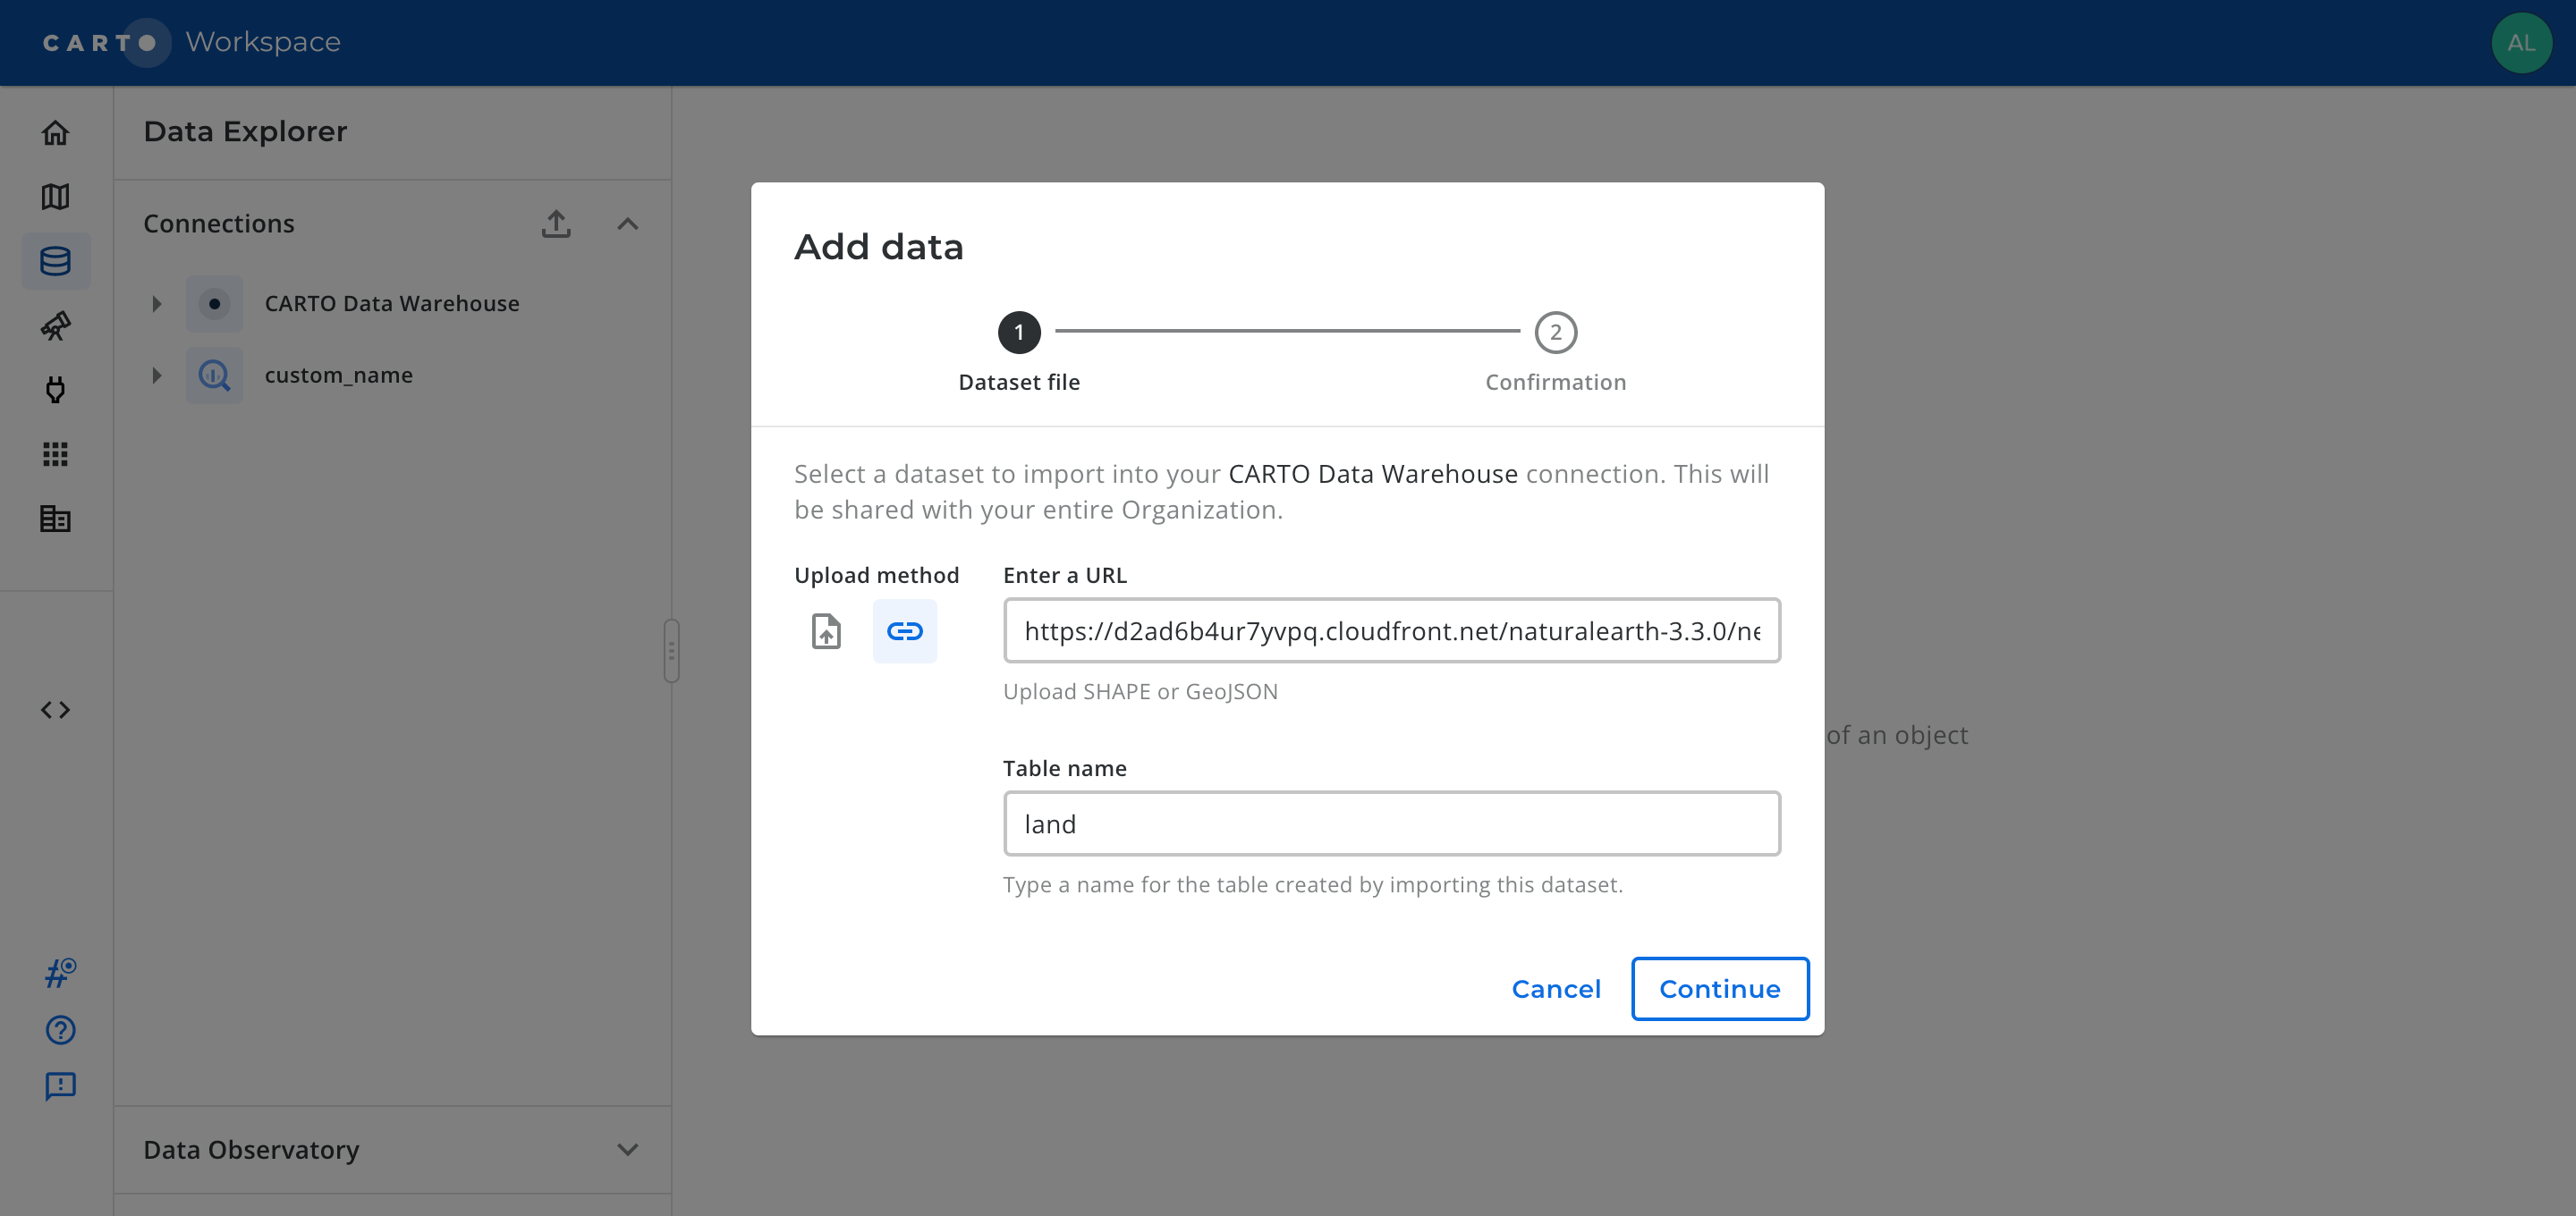 CARTO Workspace
AL
Data Explorer
Connections
CARTO Data Warehouse
custom_name
Data Observatory
Add data
1
2
Dataset file
Confirmation
Select a dataset to import into your CARTO Data Warehouse connection. This will
be shared with your entire Organization.
Upload method
Enter a URL
https://d2ad6b4ur7yvpq.cloudfront.net/naturalearth-3.3.0/ne
Upload SHAPE or GeoJSON
of an object
Table name
land
Type a name for the table created by importing this dataset.
Cancel
Continue